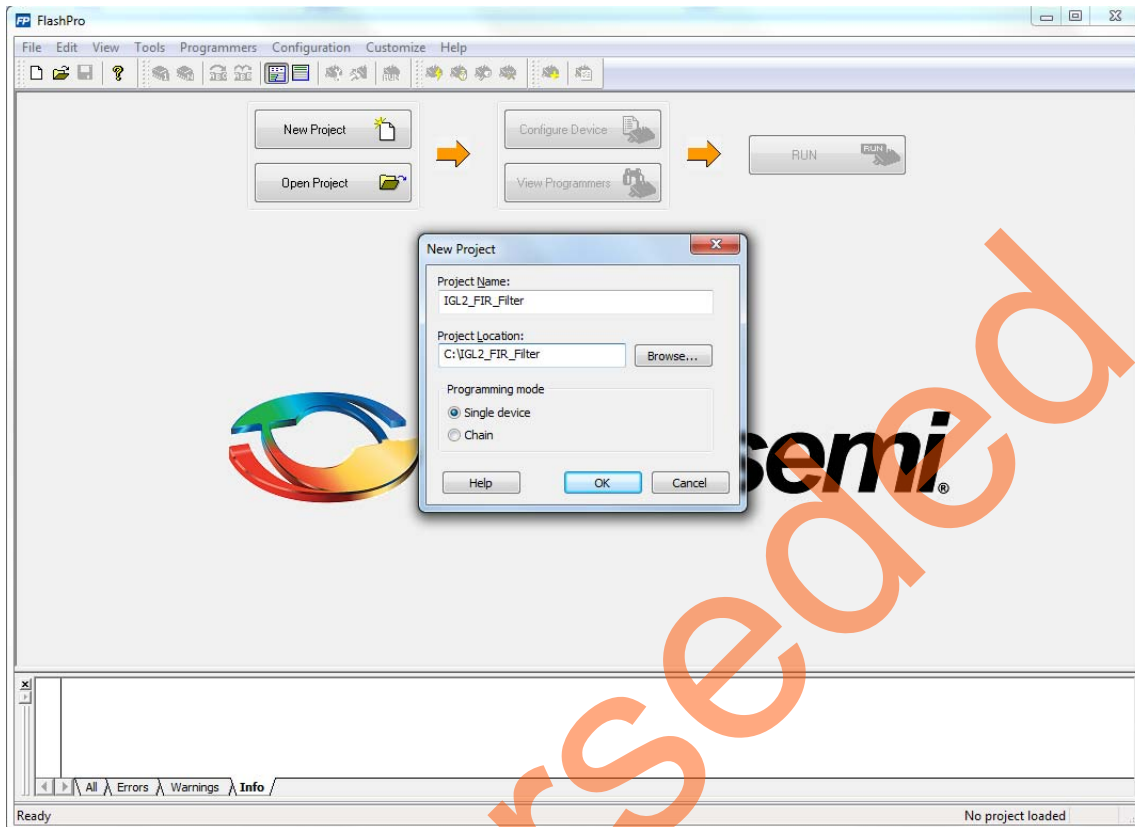 FP FlashPro
File Edit View Tools Programmers Configuration Customize Help
New Project
Configure Device
RUN
RUN
Open Project
View Programmers
New Project
Project Name:
IGL2_FIR_Filter
Project Location:
C:\IGL2_FIR_Filter
Browse...
Programming mode
Single device
Chain
Help
OK
Cancel
semi®
rseded
All
Errors
Warnings
Info
Ready
No project loaded